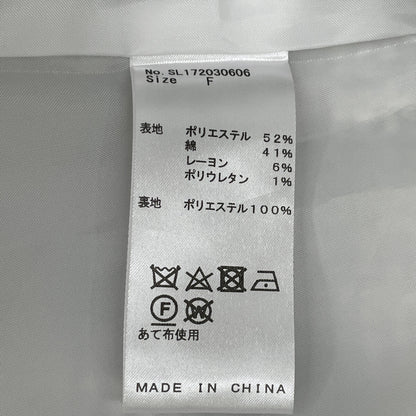 No. SL172030606
Size F
表地 ポリエステル 52%
綿 41%
レーヨン 6%
ポリウレタン 1%
裏地 ポリエステル100%
F W
あて布使用
MADE IN CHINA